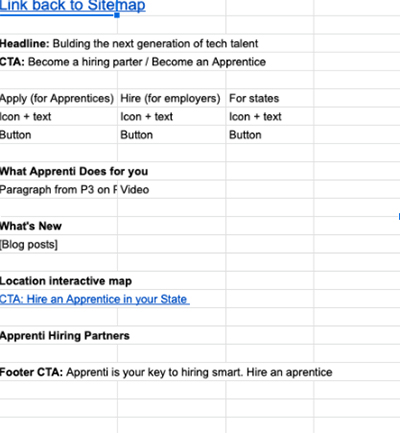 Link back to Sitemap
Headline: Bulding the next generation of tech talent
CTA: Become a hiring parter / Become an Apprentice
Apply (for Apprentices) Hire (for employers) For states
Icon + text Icon + text Icon + text
Button Button Button
What Apprenti Does for you
Paragraph from P3 on F Video
What's New
[Blog posts]
Location interactive map
CTA: Hire an Apprentice in your State
Apprenti Hiring Partners
Footer CTA: Apprenti is your key to hiring smart. Hire an aprentice